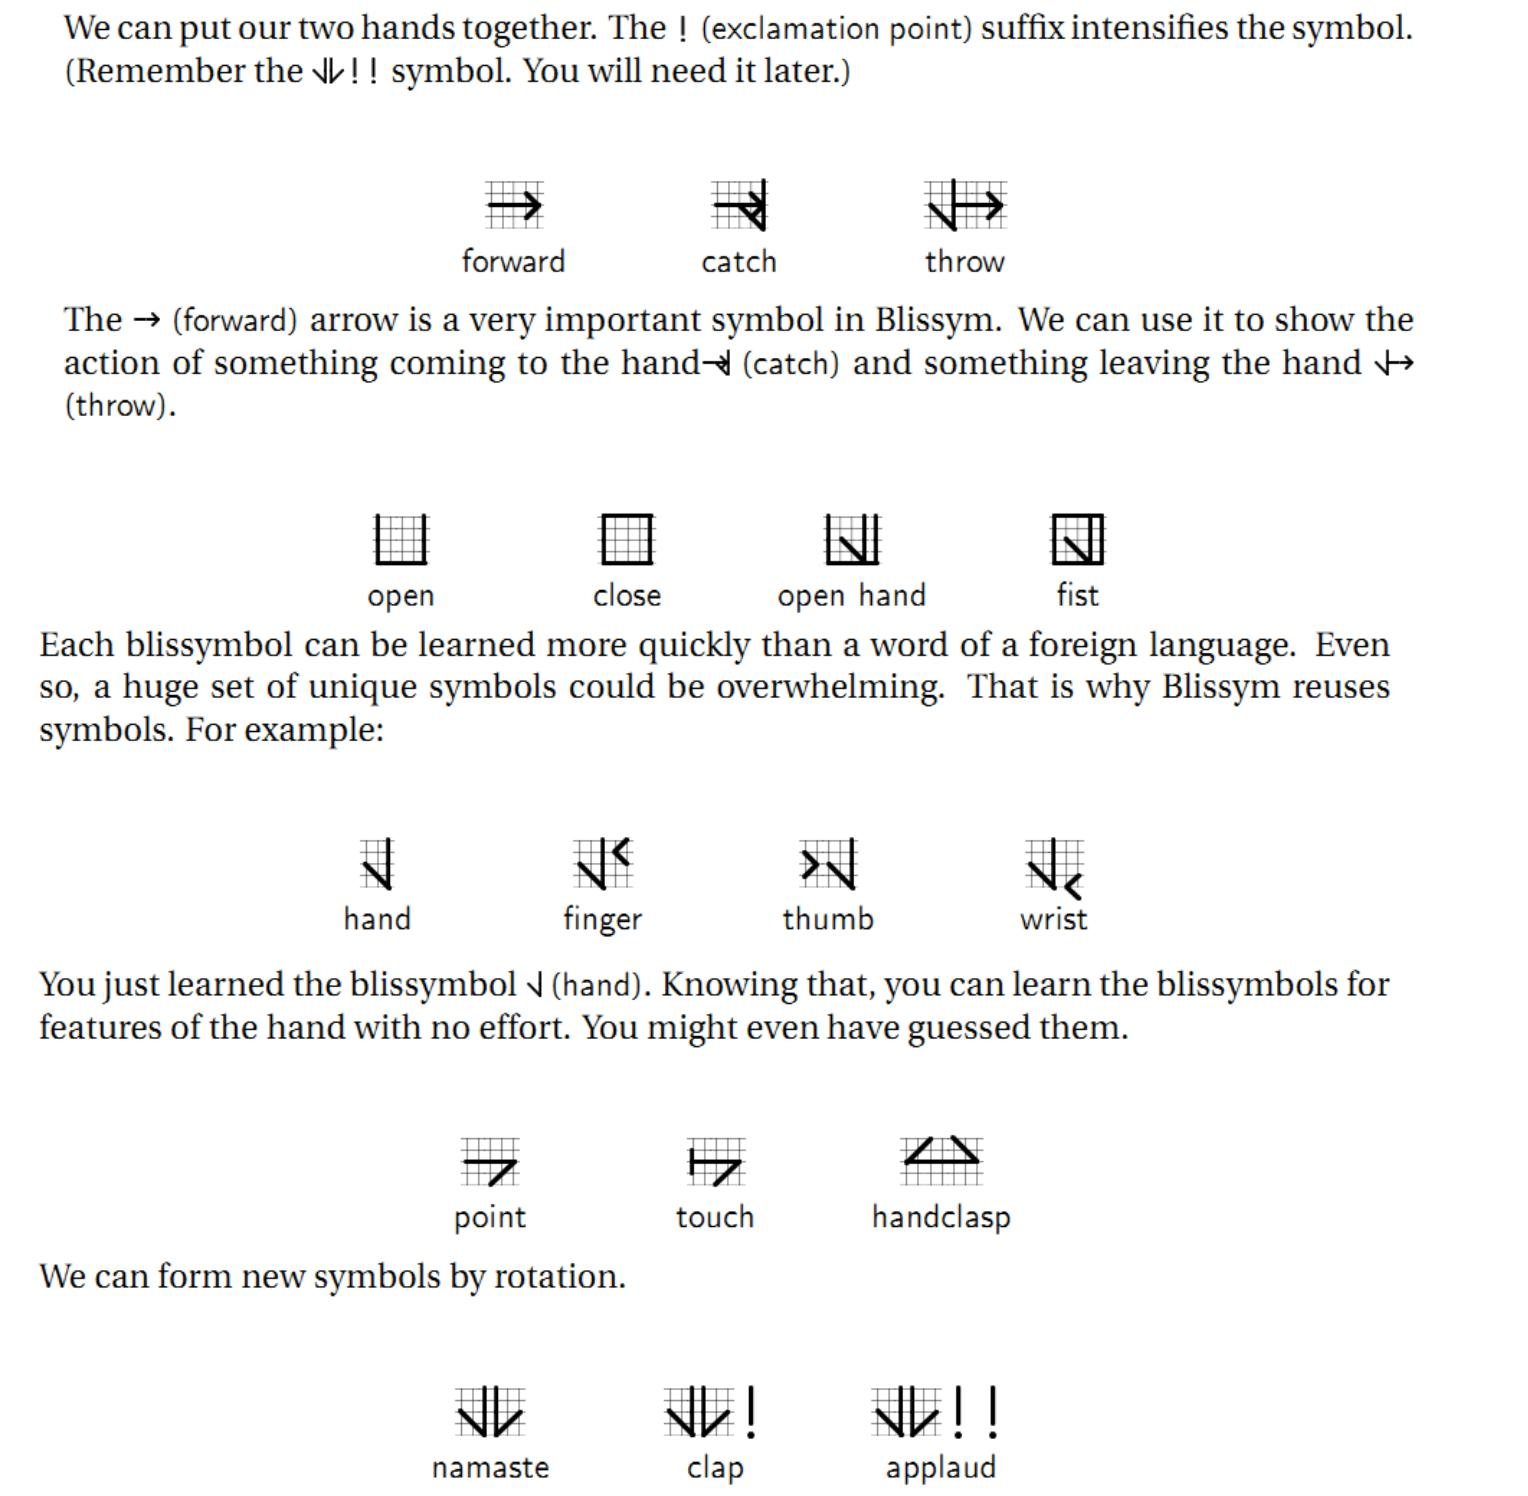 We can put our two hands together. The ! (exclamation point) suffix intensifies the symbol.
(Remember the !! symbol. You will need it later.)
forward catch throw
The → (forward) arrow is a very important symbol in Blissym. We can use it to show the
action of something coming to the hand (catch) and something leaving the hand
(throw).
open close open hand fist
Each blissymbol can be learned more quickly than a word of a foreign language. Even
so, a huge set of unique symbols could be overwhelming. That is why Blissym reuses
symbols. For example:
hand finger thumb wrist
You just learned the blissymbol (hand). Knowing that, you can learn the blissymbols for
features of the hand with no effort. You might even have guessed them.
point touch handclasp
We can form new symbols by rotation.
! ! !
namaste clap applaud